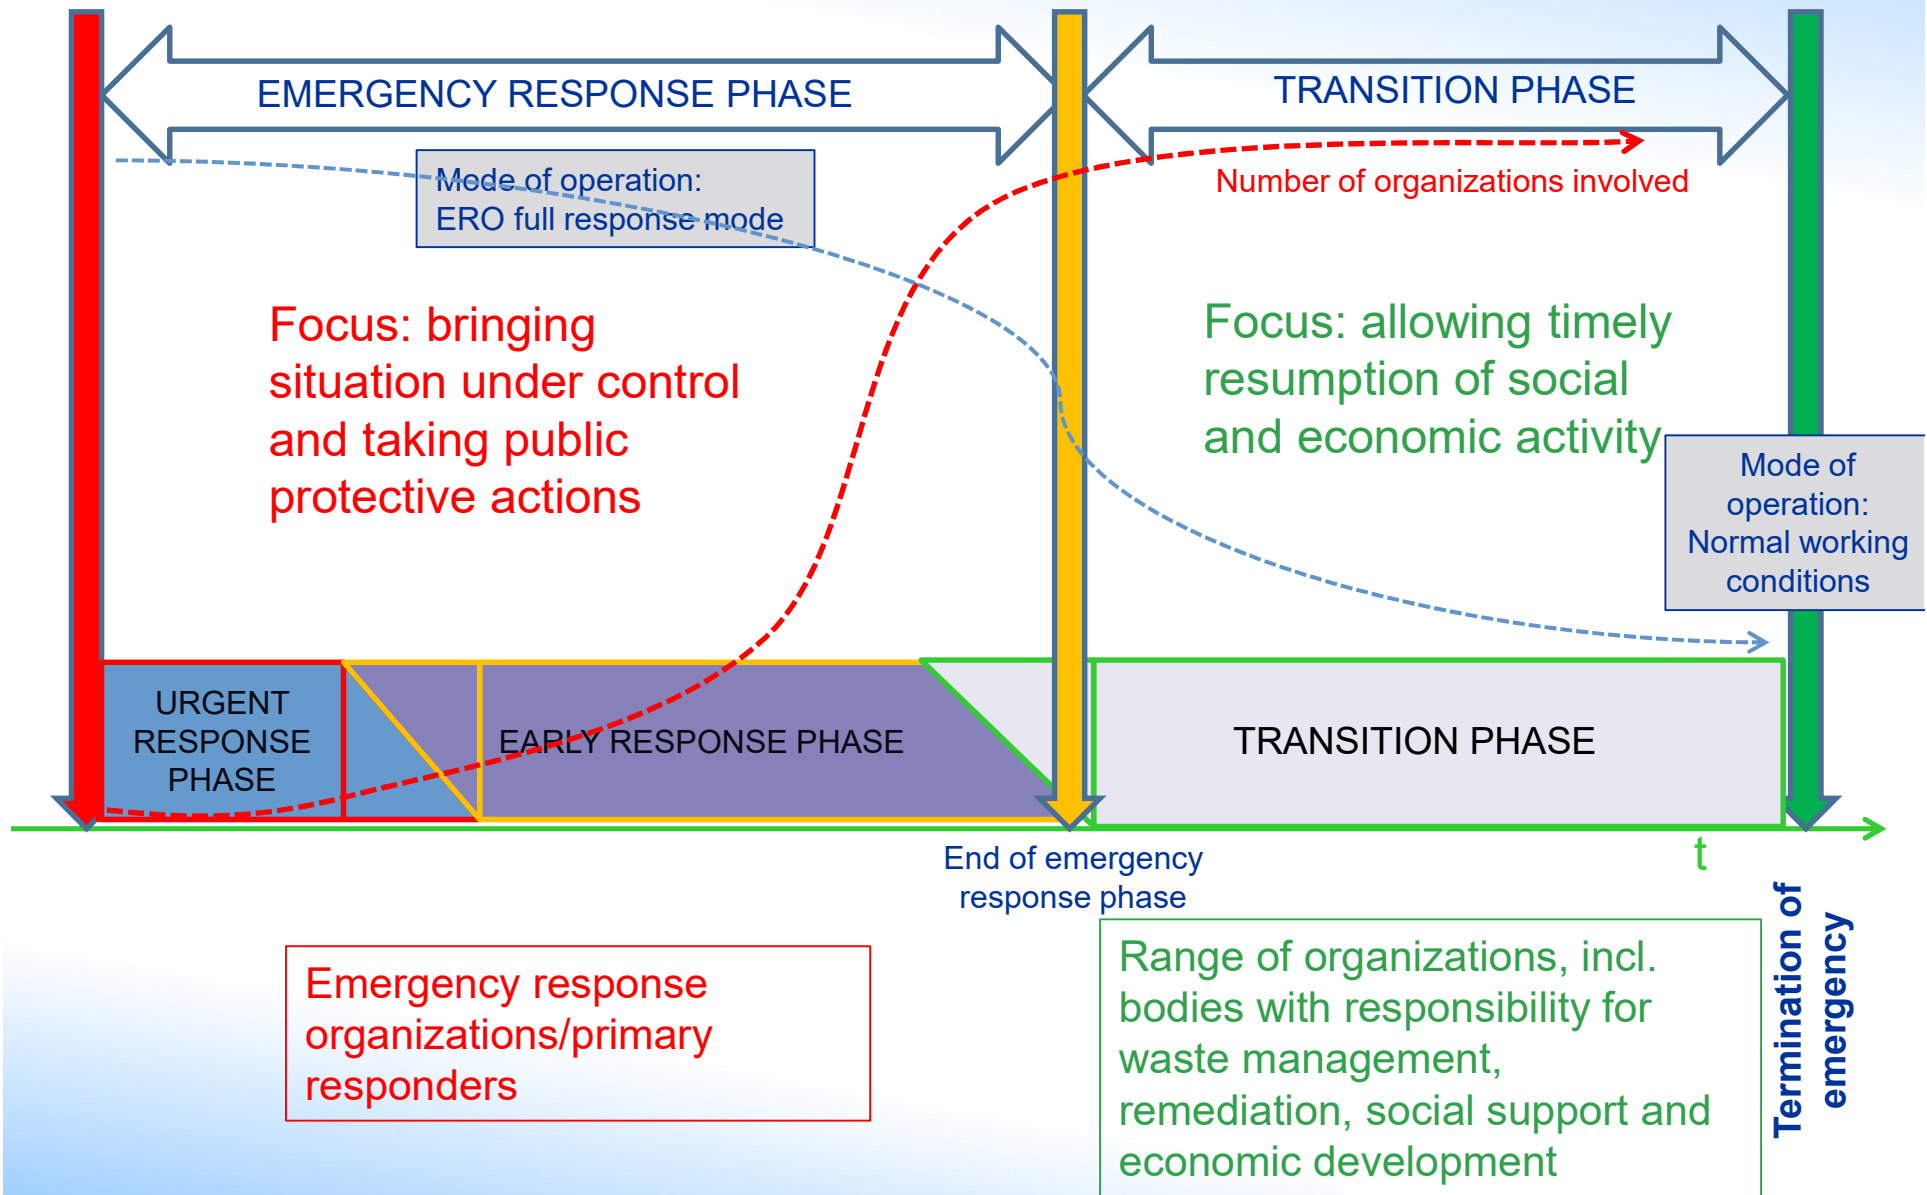 EMERGENCY RESPONSE PHASE
TRANSITION PHASE
Mode of operation:
ERO full response mode
Number of organizations involved
Focus: bringing
situation under control
and taking public
protective actions
Focus: allowing timely
resumption of social
and economic activity
Mode of
operation:
Normal working
conditions
URGENT
RESPONSE
PHASE
EARLY RESPONSE PHASE
TRANSITION PHASE
t
End of emergency
response phase
Termination of
emergency
Emergency response
organizations/primary
responders
Range of organizations, incl.
bodies with responsibility for
waste management,
remediation, social support and
economic development